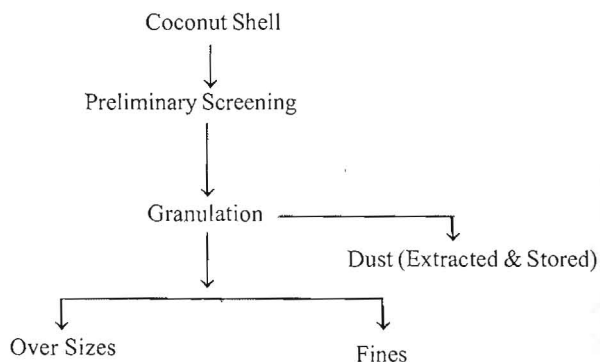 Coconut Shell
Preliminary Screening
Granulation
Dust (Extracted & Stored)
Over Sizes
Fines